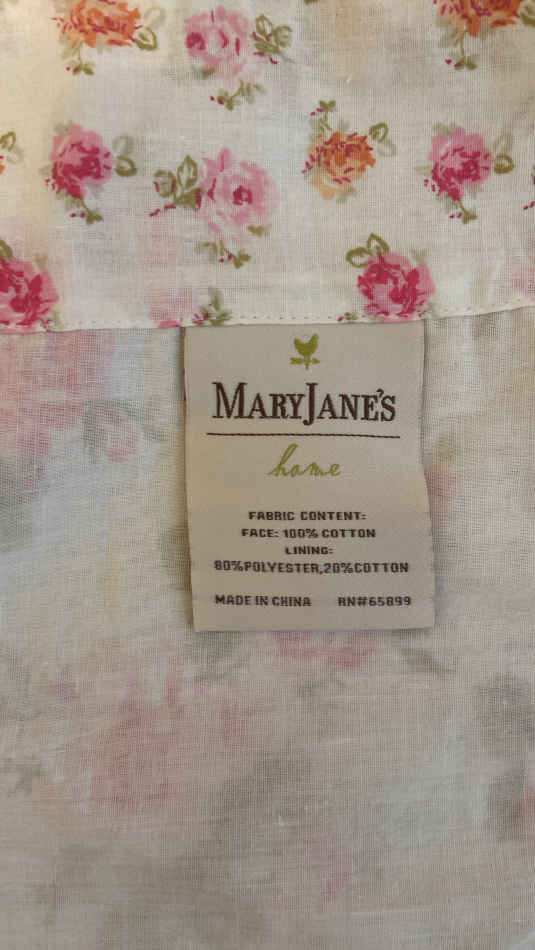 MARYJANE'S
home
FABRIC CONTENT:
FACE: 100% COTTON
LINING:
80%POLYESTER,20%COTTON
MADE IN CHINA RN#65899